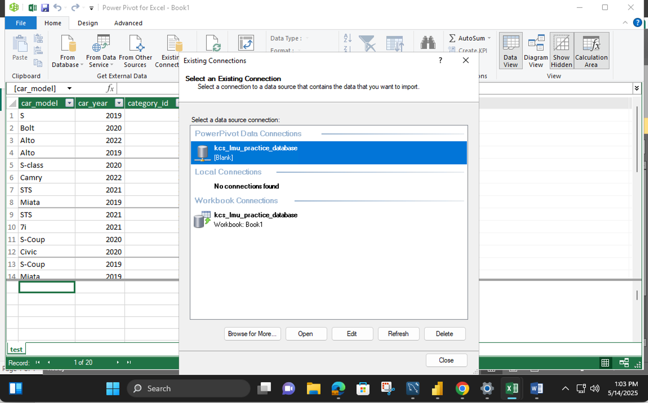 Power Pivot for Excel - Book1
File Home Design Advanced
Paste
Clipboard
From Database
From Data Service
From Other Sources
Existing
Get External Data
Data Type :
Format :
AutoSum
Create KPI
Data View
Diagram View
Show Hidden
Calculation Area
View
[car_model]
fx
car_model car_year category_id
1 S 2019
2 Bolt 2020
3 Alto 2022
4 Alto 2019
5 S-class 2020
6 Camry 2022
7 STS 2021
8 Miata 2019
9 STS 2021
10 7i 2021
11 S-Coup 2020
12 Civic 2020
13 S-Coup 2019
14 Miata 2019
test
Record: 1 of 20
Existing Connections
Select an Existing Connection
Select a connection to a data source that contains the data that you want to import.
Select a data source connection:
PowerPivot Data Connections
kcs_lmu_practice_database
[Blank]
Local Connections
No connections found
Workbook Connections
kcs_lmu_practice_database
Workbook: Book1
Browse for More... Open Edit Refresh Delete
Close
Search
1:03 PM
5/14/2025